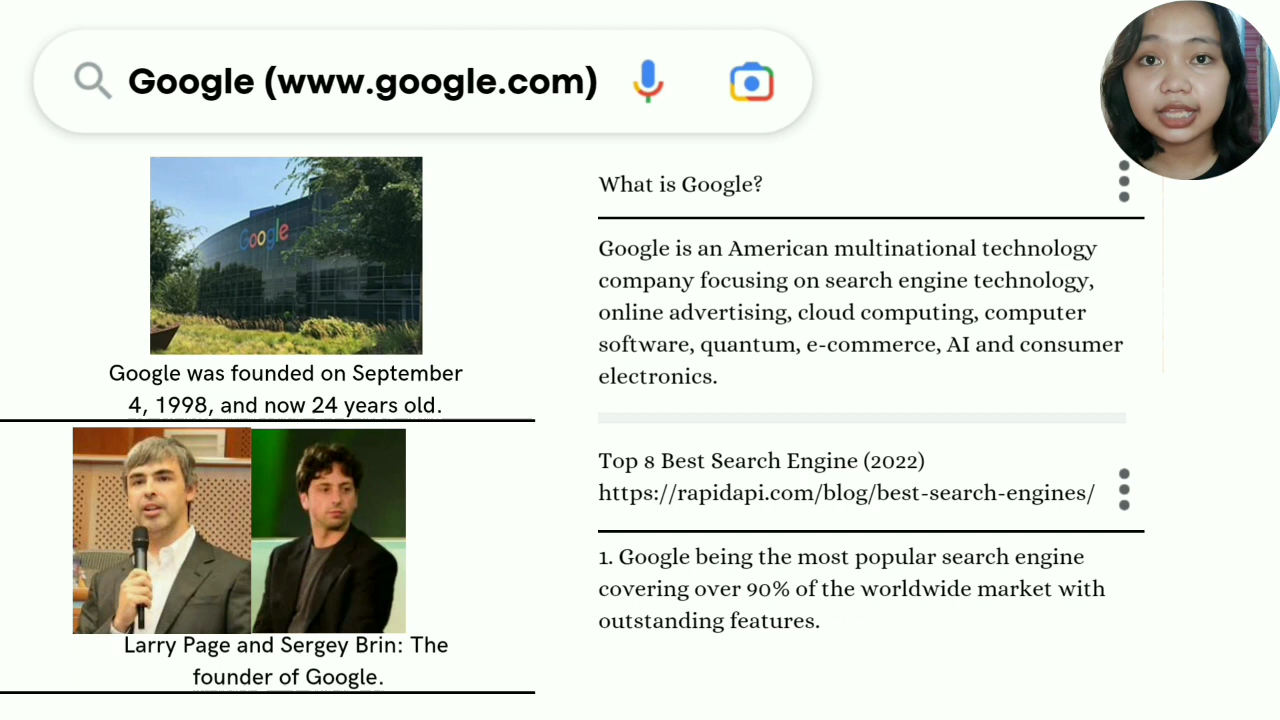 Google (www.google.com)
Google
Google was founded on September
4, 1998, and now 24 years old.
Larry Page and Sergey Brin: The
founder of Google.
What is Google?
Google is an American multinational technology
company focusing on search engine technology,
online advertising, cloud computing, computer
software, quantum, e-commerce, AI and consumer
electronics.
Top 8 Best Search Engine (2022)
https://rapidapi.com/blog/best-search-engines/
1. Google being the most popular search engine
covering over 90% of the worldwide market with
outstanding features.